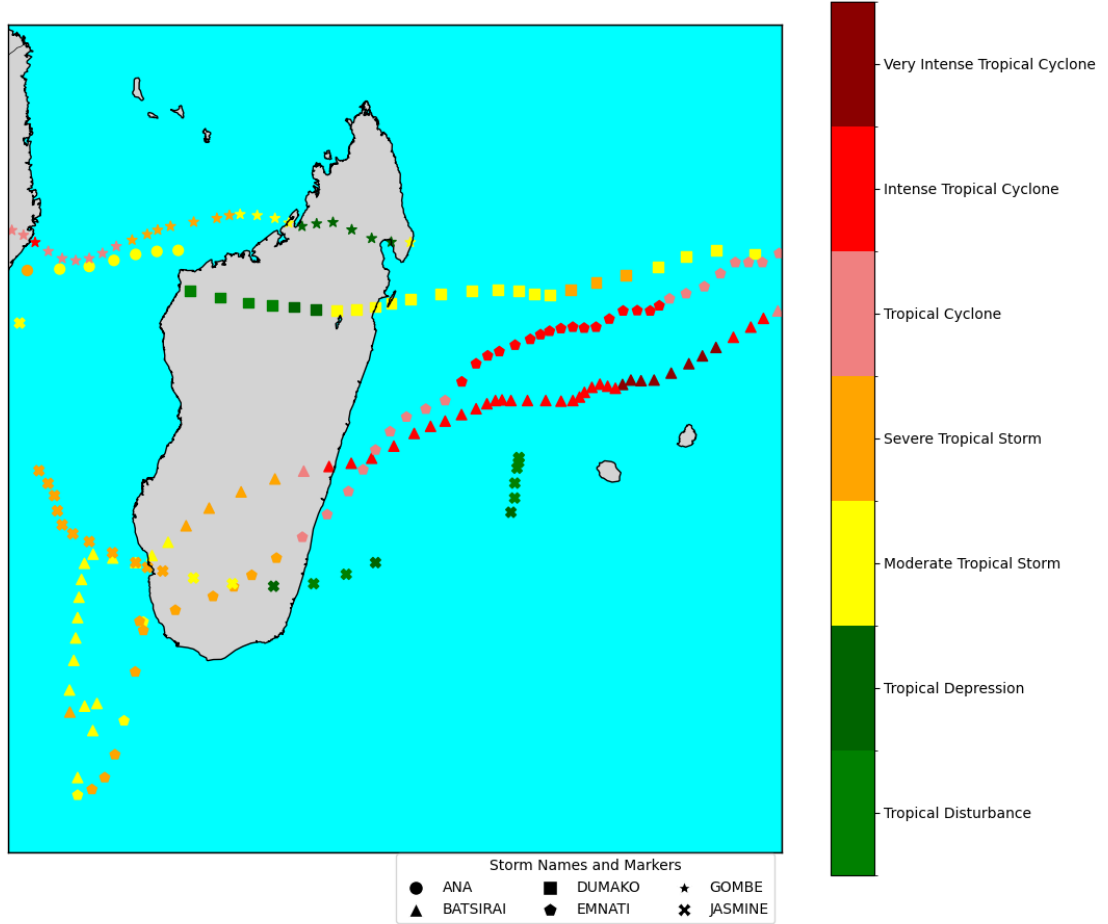 Very Intense Tropical Cyclone
Intense Tropical Cyclone
Tropical Cyclone
Severe Tropical Storm
Moderate Tropical Storm
Tropical Depression
Tropical Disturbance
Storm Names and Markers
ANA DUMAKO GOMBE
BATSIRAI EMNATI JASMINE